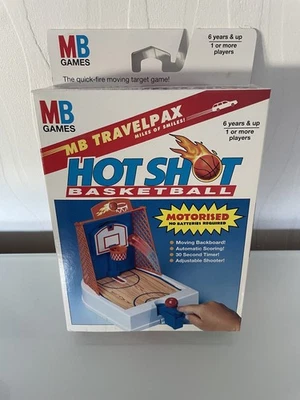 MB
GAMES
6 years & up
1 or more
players
The quick-fire moving target game!
MB
GAMES
6 years & up
1 or more
players
MB TRAVELPAX
MILES OF SMILES!
HOT SHOT
BASKETBALL
MOTORISED
NO BATTERIES REQUIRED
Moving Backboard!
Automatic Scoring!
30 Second Timer!
Adjustable Shooter!